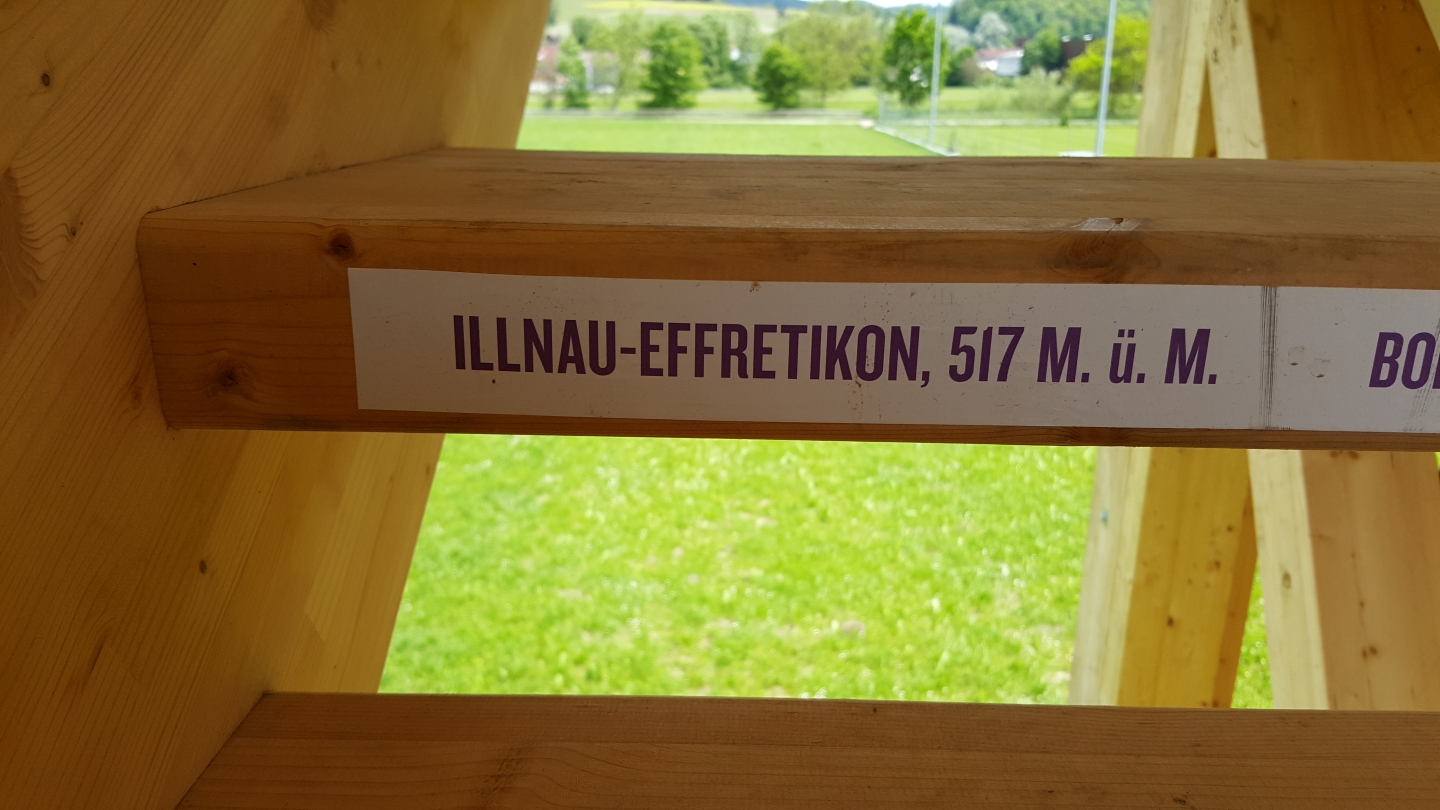 ILLNAU-EFFRETIKON, 517 M. ü. M.